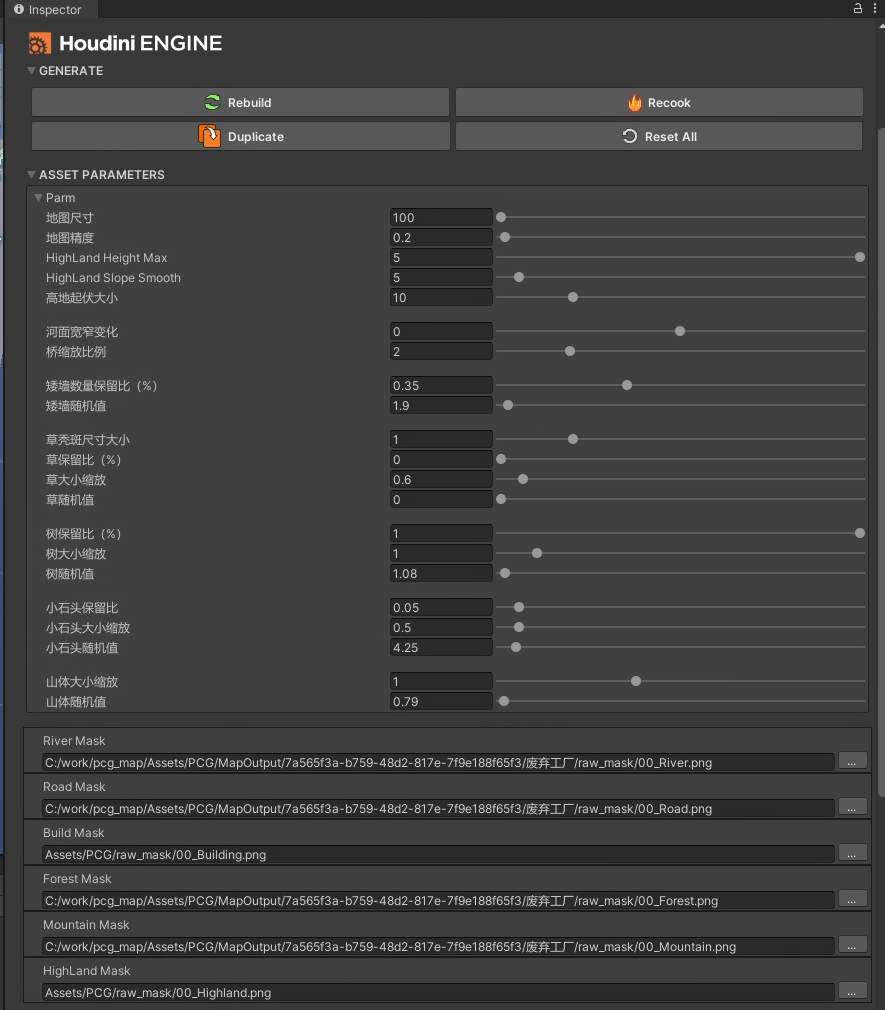 Inspector
Houdini ENGINE
GENERATE
Rebuild
Recook
Duplicate
Reset All
ASSET PARAMETERS
Parm
地图尺寸 100
地图精度 0.2
HighLand Height Max 5
HighLand Slope Smooth 5
高地起伏大小 10
河面宽窄变化 0
桥缩放比例 2
矮墙数量保留比（%） 0.35
矮墙随机值 1.9
草秃斑尺寸大小 1
草保留比（%） 0
草大小缩放 0.6
草随机值 0
树保留比（%） 1
树大小缩放 1
树随机值 1.08
小石头保留比 0.05
小石头大小缩放 0.5
小石头随机值 4.25
山体大小缩放 1
山体随机值 0.79
River Mask
C:/work/pcg_map/Assets/PCG/MapOutput/7a565f3a-b759-48d2-817e-7f9e188f65f3/废弃工厂/raw_mask/00_River.png ...
Road Mask
C:/work/pcg_map/Assets/PCG/MapOutput/7a565f3a-b759-48d2-817e-7f9e188f65f3/废弃工厂/raw_mask/00_Road.png ...
Build Mask
Assets/PCG/raw_mask/00_Building.png ...
Forest Mask
C:/work/pcg_map/Assets/PCG/MapOutput/7a565f3a-b759-48d2-817e-7f9e188f65f3/废弃工厂/raw_mask/00_Forest.png ...
Mountain Mask
C:/work/pcg_map/Assets/PCG/MapOutput/7a565f3a-b759-48d2-817e-7f9e188f65f3/废弃工厂/raw_mask/00_Mountain.png ...
HighLand Mask
Assets/PCG/raw_mask/00_Highland.png ...